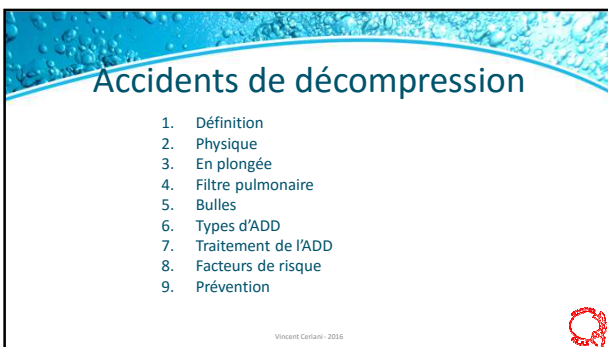 Accidents de décompression
1. Définition
2. Physique
3. En plongée
4. Filtre pulmonaire
5. Bulles
6. Types d'ADD
7. Traitement de l'ADD
8. Facteurs de risque
9. Prévention
Vincent Ceriani - 2016